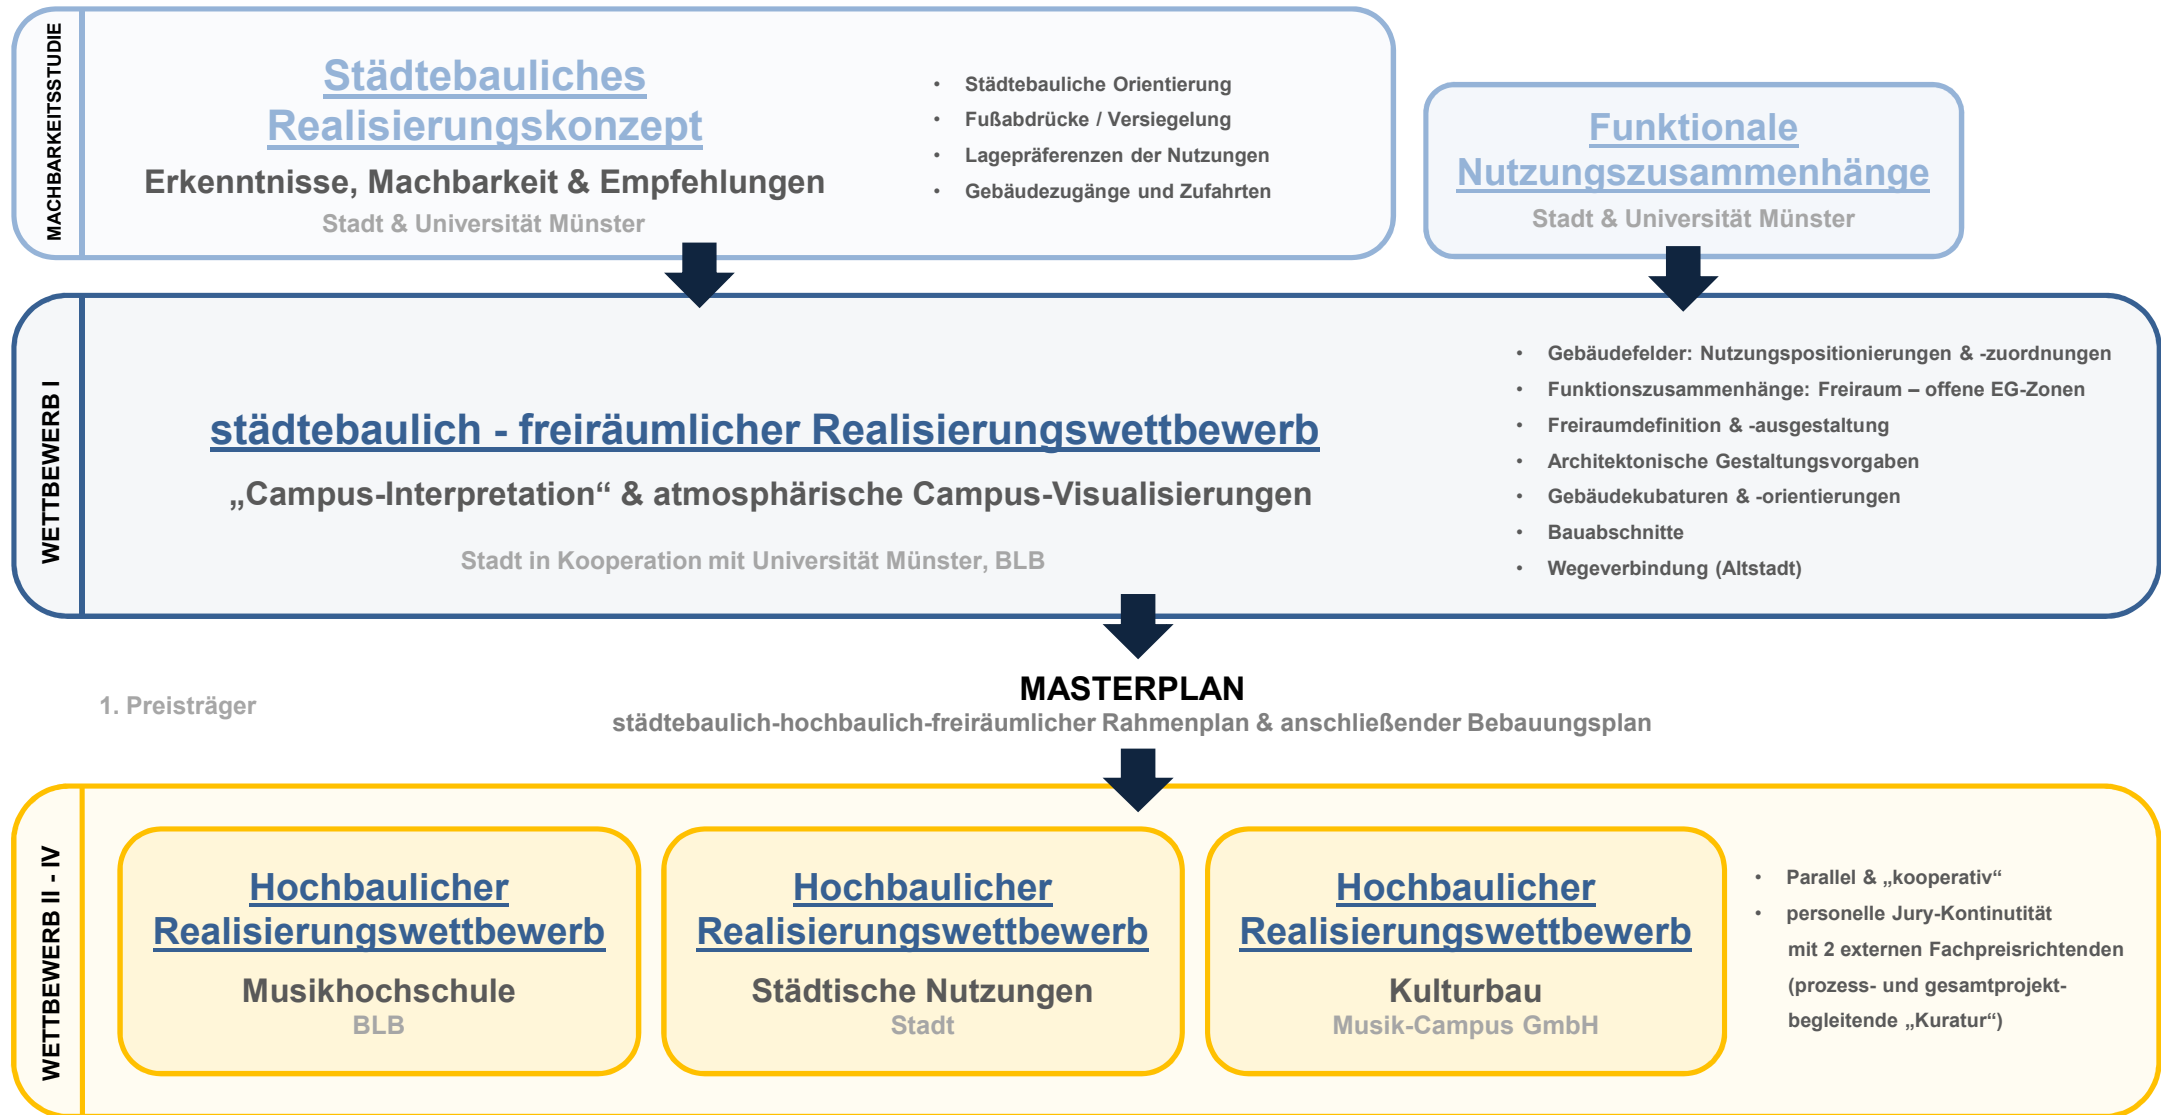 MACHBARKEITSSTUDIE
Städtebauliches
Realisierungskonzept
Erkenntnisse, Machbarkeit & Empfehlungen
Stadt & Universität Münster
• Städtebauliche Orientierung
• Fußabdrücke / Versiegelung
• Lagepräferenzen der Nutzungen
• Gebäudezugänge und Zufahrten
Funktionale
Nutzungszusammenhänge
Stadt & Universität Münster
WETTBEWERB I
städtebaulich - freiräumlicher Realisierungswettbewerb
„Campus-Interpretation“ & atmosphärische Campus-Visualisierungen
Stadt in Kooperation mit Universität Münster, BLB
• Gebäudefelder: Nutzungspositionierungen & -zuordnungen
• Funktionszusammenhänge: Freiraum – offene EG-Zonen
• Freiraumdefinition & -ausgestaltung
• Architektonische Gestaltungsvorgaben
• Gebäudekubaturen & -orientierungen
• Bauabschnitte
• Wegeverbindung (Altstadt)
1. Preisträger
MASTERPLAN
städtebaulich-hochbaulich-freiräumlicher Rahmenplan & anschließender Bebauungsplan
WETTBEWERB II - IV
Hochbaulicher
Realisierungswettbewerb
Musikhochschule
BLB
Hochbaulicher
Realisierungswettbewerb
Städtische Nutzungen
Stadt
Hochbaulicher
Realisierungswettbewerb
Kulturbau
Musik-Campus GmbH
• Parallel & „kooperativ“
• personelle Jury-Kontinutität
mit 2 externen Fachpreisrichtenden
(prozess- und gesamtprojekt-
begleitende „Kuratur“)